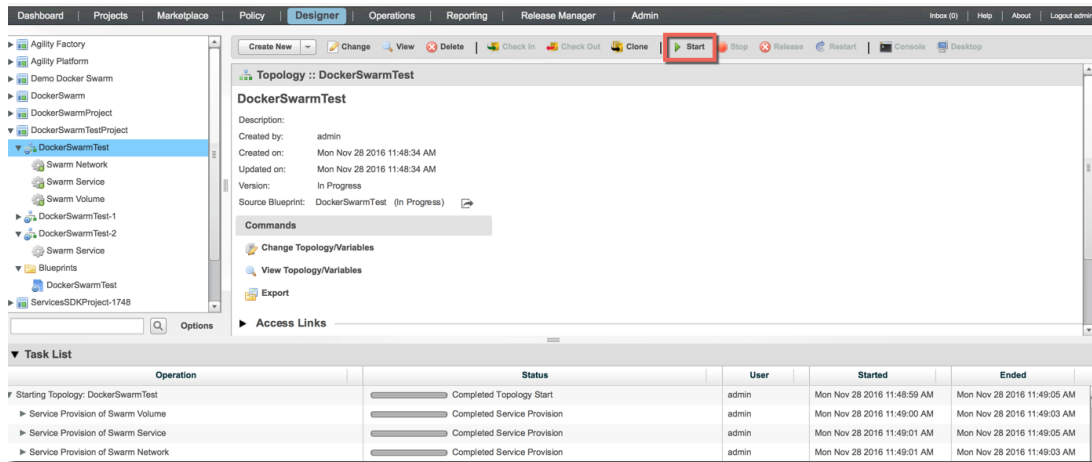 Dashboard | Projects | Marketplace | Policy | Designer | Operations | Reporting | Release Manager | Admin
Inbox (0) | Help | About | Logout admin
Agility Factory
Agility Platform
Demo Docker Swarm
DockerSwarm
DockerSwarmProject
DockerSwarmTestProject
DockerSwarmTest
Swarm Network
Swarm Service
Swarm Volume
DockerSwarmTest-1
DockerSwarmTest-2
Swarm Service
Blueprints
DockerSwarmTest
ServicesSDKProject-1748
Options
Create New Change View Delete | Check In Check Out Clone | Start Stop Release Restart | Console Desktop
Topology :: DockerSwarmTest
DockerSwarmTest
Description:
Created by: admin
Created on: Mon Nov 28 2016 11:48:34 AM
Updated on: Mon Nov 28 2016 11:48:34 AM
Version: In Progress
Source Blueprint: DockerSwarmTest (In Progress)
Commands
Change Topology/Variables
View Topology/Variables
Export
Access Links
Task List
Operation Status User Started Ended
Starting Topology: DockerSwarmTest Completed Topology Start admin Mon Nov 28 2016 11:48:59 AM Mon Nov 28 2016 11:49:05 AM
Service Provision of Swarm Volume Completed Service Provision admin Mon Nov 28 2016 11:49:00 AM Mon Nov 28 2016 11:49:03 AM
Service Provision of Swarm Service Completed Service Provision admin Mon Nov 28 2016 11:49:01 AM Mon Nov 28 2016 11:49:05 AM
Service Provision of Swarm Network Completed Service Provision admin Mon Nov 28 2016 11:49:01 AM Mon Nov 28 2016 11:49:03 AM